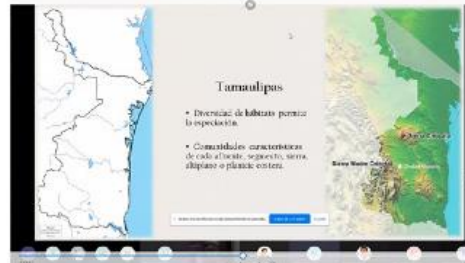 Tamaulipas
• Diversidad de hábitats permite
la especiación.
• Comunidades características
de cada afluente, segmento, sierra,
altiplano o planicie costera.
Sierra Madre Oriental